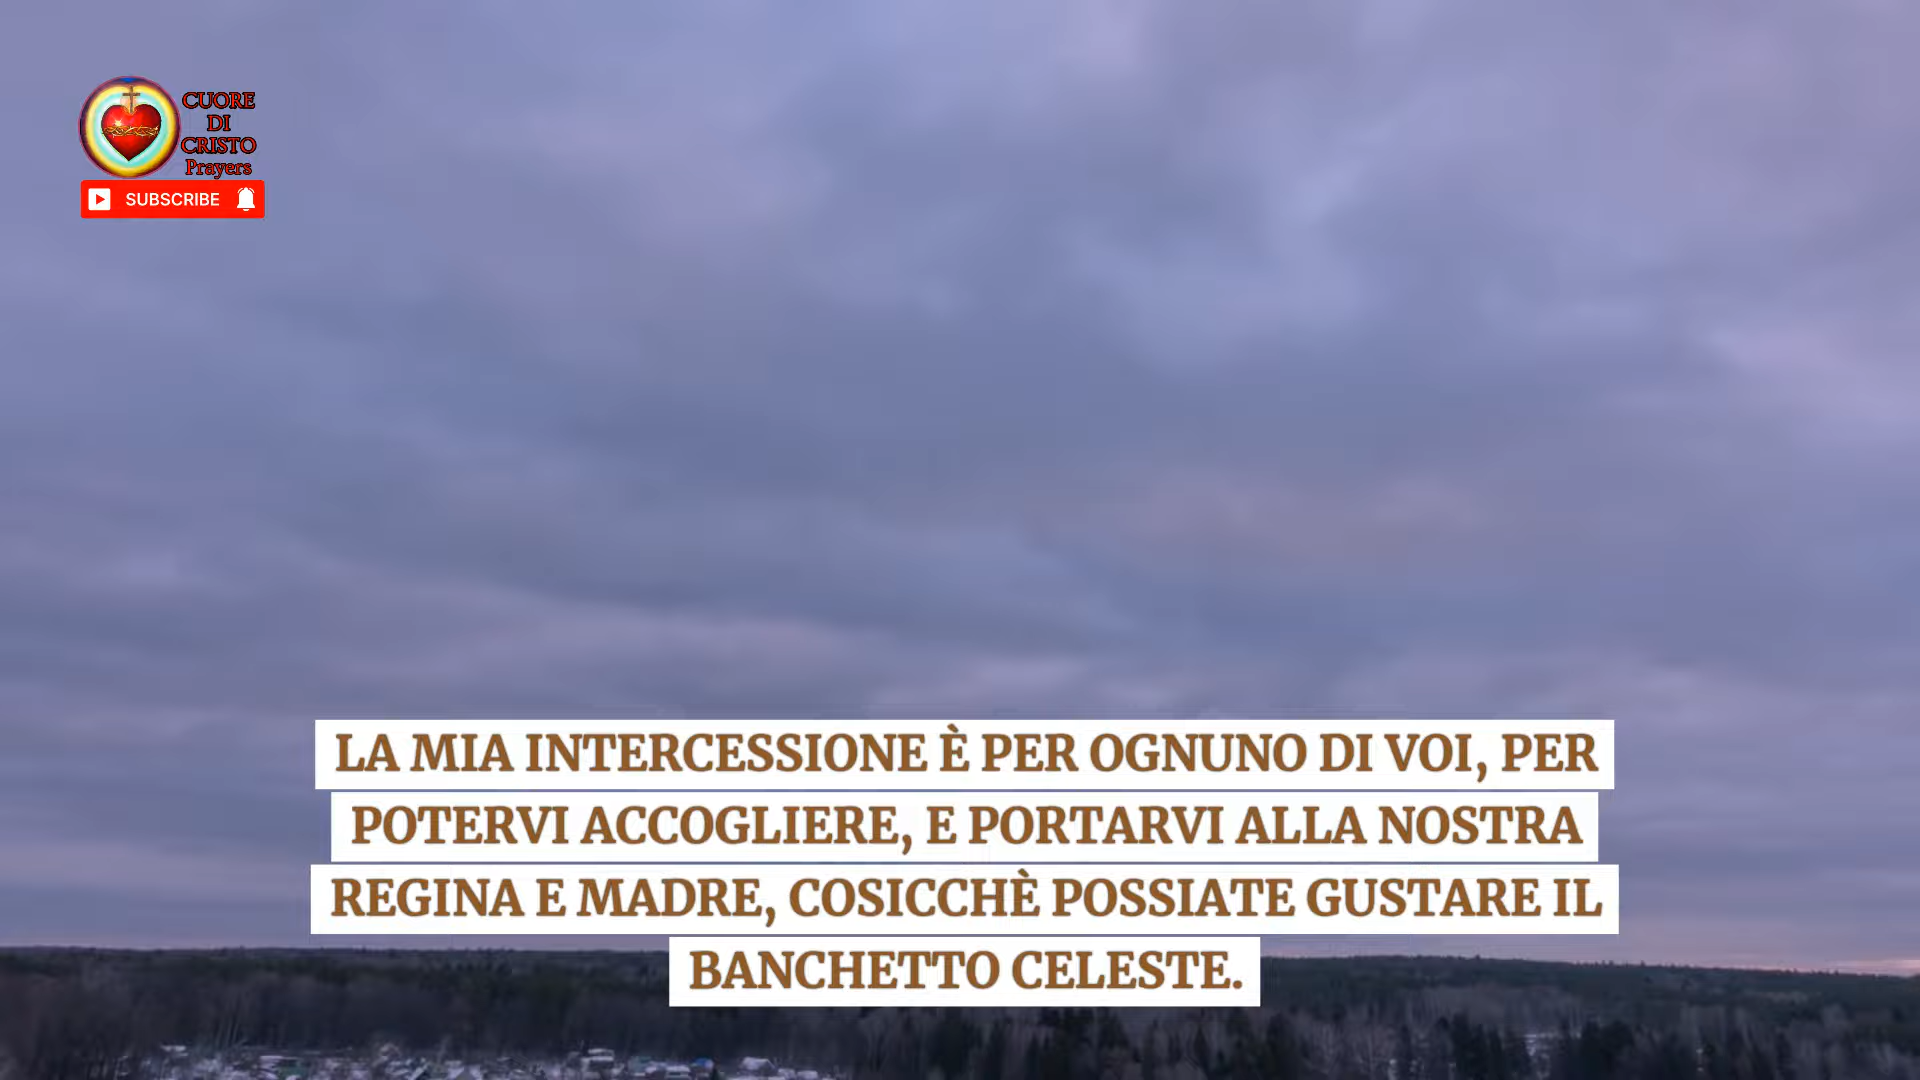 CUORE
DI
CRISTO
Prayers
SUBSCRIBE
LA MIA INTERCESSIONE È PER OGNUNO DI VOI, PER
POTERVI ACCOGLIERE, E PORTARVI ALLA NOSTRA
REGINA E MADRE, COSICCHÈ POSSIATE GUSTARE IL
BANCHETTO CELESTE.